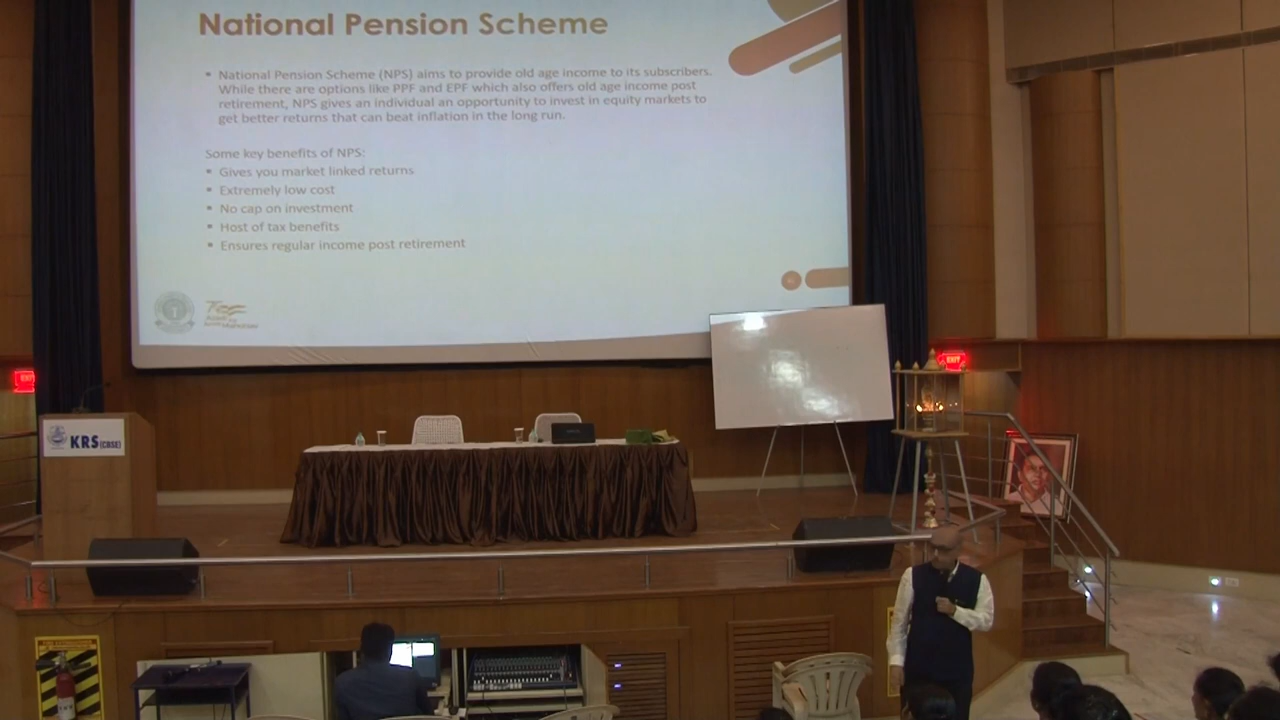 National Pension Scheme
▪ National Pension Scheme (NPS) aims to provide old age income to its subscribers.
While there are options like PPF and EPF which also offers old age income post
retirement, NPS gives an individual an opportunity to invest in equity markets to
get better returns that can beat inflation in the long run.
Some key benefits of NPS:
▪ Gives you market linked returns
▪ Extremely low cost
▪ No cap on investment
▪ Host of tax benefits
▪ Ensures regular income post retirement
EXIT
EXIT
KRS (CBSE)